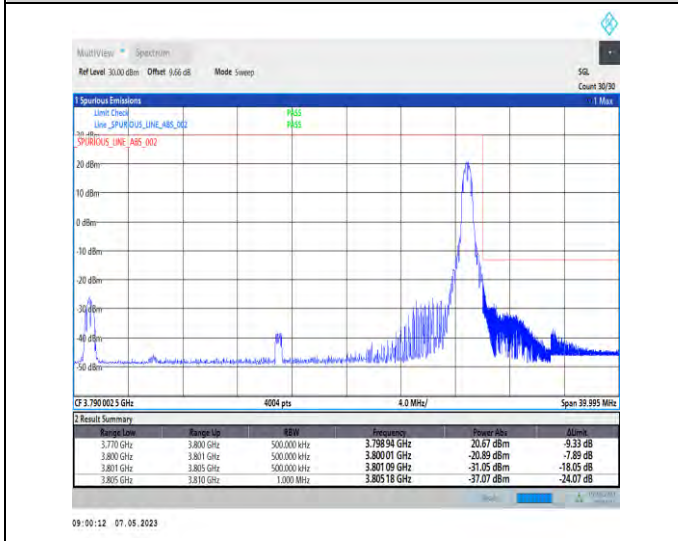 MultiView Spectrum
Ref Level 30.00 dBm Offset 9.66 dB Mode Sweep SGL
Count 30/30
1 Spurious Emissions 1 Max
Limit Check PASS
Line _SPURIOUS_LINE_ABS_002 PASS
_SPURIOUS_LINE_ABS_002
20 dBm
10 dBm
0 dBm
-10 dBm
-20 dBm
-30 dBm
-40 dBm
-50 dBm
CF 3.790 002 5 GHz 4004 pts 4.0 MHz/ Span 39.995 MHz
2 Result Summary
Range Low Range Up RBW Frequency Power Abs ΔLimit
3.770 GHz 3.800 GHz 500.000 kHz 3.798 94 GHz 20.67 dBm -9.33 dB
3.800 GHz 3.801 GHz 500.000 kHz 3.800 01 GHz -20.89 dBm -7.89 dB
3.801 GHz 3.805 GHz 500.000 kHz 3.801 09 GHz -31.05 dBm -18.05 dB
3.805 GHz 3.810 GHz 1.000 MHz 3.805 18 GHz -37.07 dBm -24.07 dB
09:00:12 07.05.2023